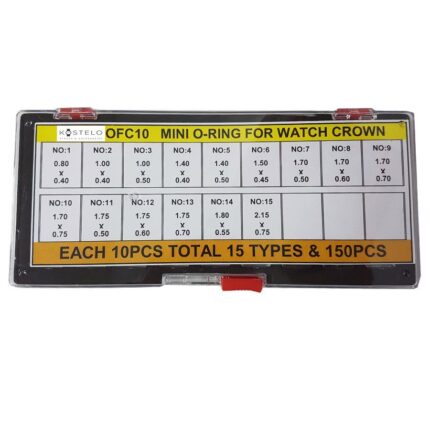 KOSTELO
OFC10 MINI O-RING FOR WATCH CROWN
NO:1 NO:2 NO:3 NO:4 NO:5 NO:6 NO:7 NO:8 NO:9
0.80 1.00 1.00 1.40 1.40 1.50 1.70 1.70 1.70
X X X X X X X X X
0.40 0.40 0.50 0.40 0.50 0.45 0.50 0.60 0.70
NO:10 NO:11 NO:12 NO:13 NO:14 NO:15
1.70 1.75 1.75 1.75 1.80 2.15
X X X X X X
0.75 0.50 0.60 0.70 0.55 0.75
EACH 10PCS TOTAL 15 TYPES & 150PCS